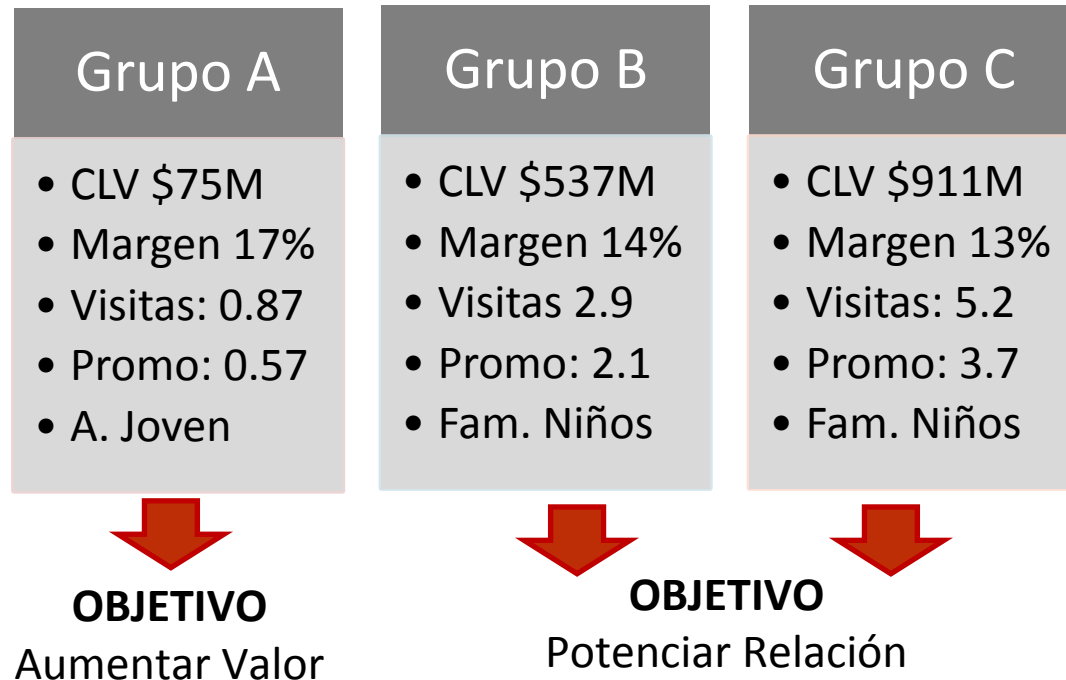 Grupo A
• CLV $75M
• Margen 17%
• Visitas: 0.87
• Promo: 0.57
• A. Joven
OBJETIVO
Aumentar Valor
Grupo B
• CLV $537M
• Margen 14%
• Visitas 2.9
• Promo: 2.1
• Fam. Niños
Grupo C
• CLV $911M
• Margen 13%
• Visitas: 5.2
• Promo: 3.7
• Fam. Niños
OBJETIVO
Potenciar Relación